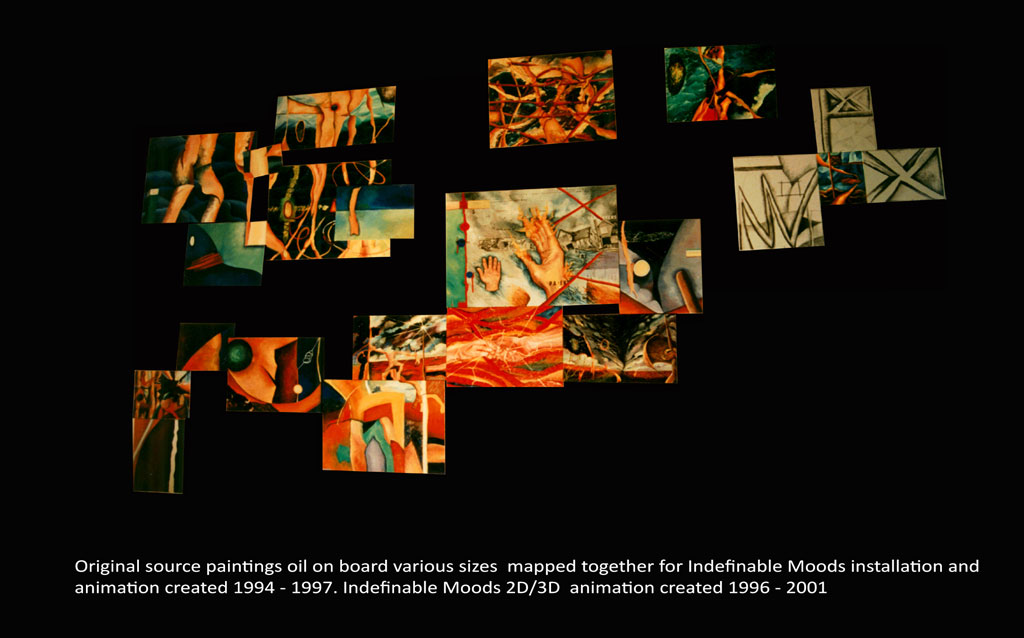 Original source paintings oil on board various sizes  mapped together for Indefinable Moods installation and
animation created 1994 - 1997. Indefinable Moods 2D/3D  animation created 1996 - 2001